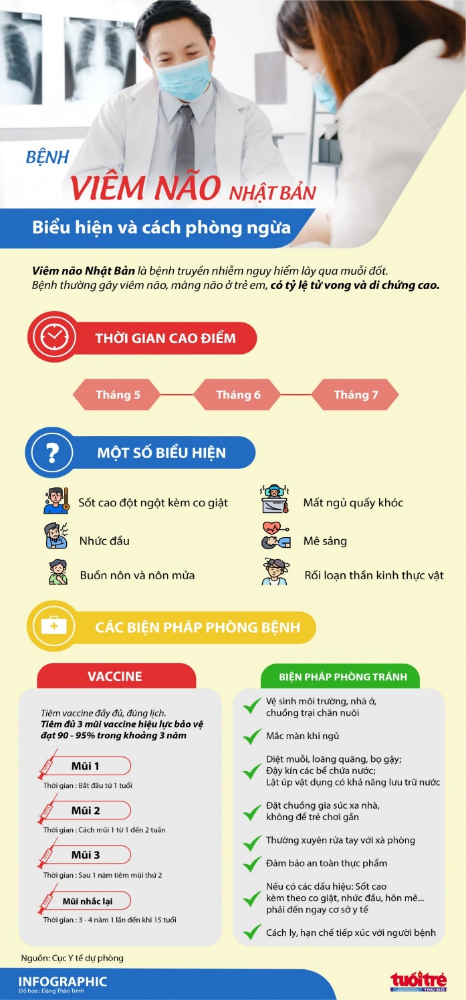 BỆNH
VIÊM NÃO NHẬT BẢN
Biểu hiện và cách phòng ngừa
Viêm não Nhật Bản là bệnh truyền nhiễm nguy hiểm lây qua muỗi đốt.
Bệnh thường gây viêm não, màng não ở trẻ em, có tỷ lệ tử vong và di chứng cao.
THỜI GIAN CAO ĐIỂM
Tháng 5
Tháng 6
Tháng 7
?
MỘT SỐ BIỂU HIỆN
Sốt cao đột ngột kèm co giật
Mất ngủ quấy khóc
Nhức đầu
Mê sảng
Buồn nôn và nôn mửa
Rối loạn thần kinh thực vật
CÁC BIỆN PHÁP PHÒNG BỆNH
VACCINE
Tiêm vaccine đầy đủ, đúng lịch.
Tiêm đủ 3 mũi vaccine hiệu lực bảo vệ
đạt 90 - 95% trong khoảng 3 năm
Mũi 1
Thời gian : Bắt đầu từ 1 tuổi
Mũi 2
Thời gian : Cách mũi 1 từ 1 đến 2 tuần
Mũi 3
Thời gian : Sau 1 năm tiêm mũi thứ 2
Mũi nhắc lại
Thời gian : 3 - 4 năm 1 lần đến khi 15 tuổi
BIỆN PHÁP PHÒNG TRÁNH
Vệ sinh môi trường, nhà ở,
chuồng trại chăn nuôi
Mắc màn khi ngủ
Diệt muỗi, loăng quăng, bọ gậy;
Đậy kín các bể chứa nước;
Lật úp vật dụng có khả năng lưu trữ nước
Đặt chuồng gia súc xa nhà,
không để trẻ chơi gần
Thường xuyên rửa tay với xà phòng
Đảm bảo an toàn thực phẩm
Nếu có các dấu hiệu: Sốt cao
kèm theo co giật, nhức đầu, hôn mê...
phải đến ngay cơ sở y tế
Cách ly, hạn chế tiếp xúc với người bệnh
Nguồn: Cục Y tế dự phòng
INFOGRAPHIC
Đồ họa : Đặng Thảo Trinh
tuổi trẻ
THỦ ĐÔ